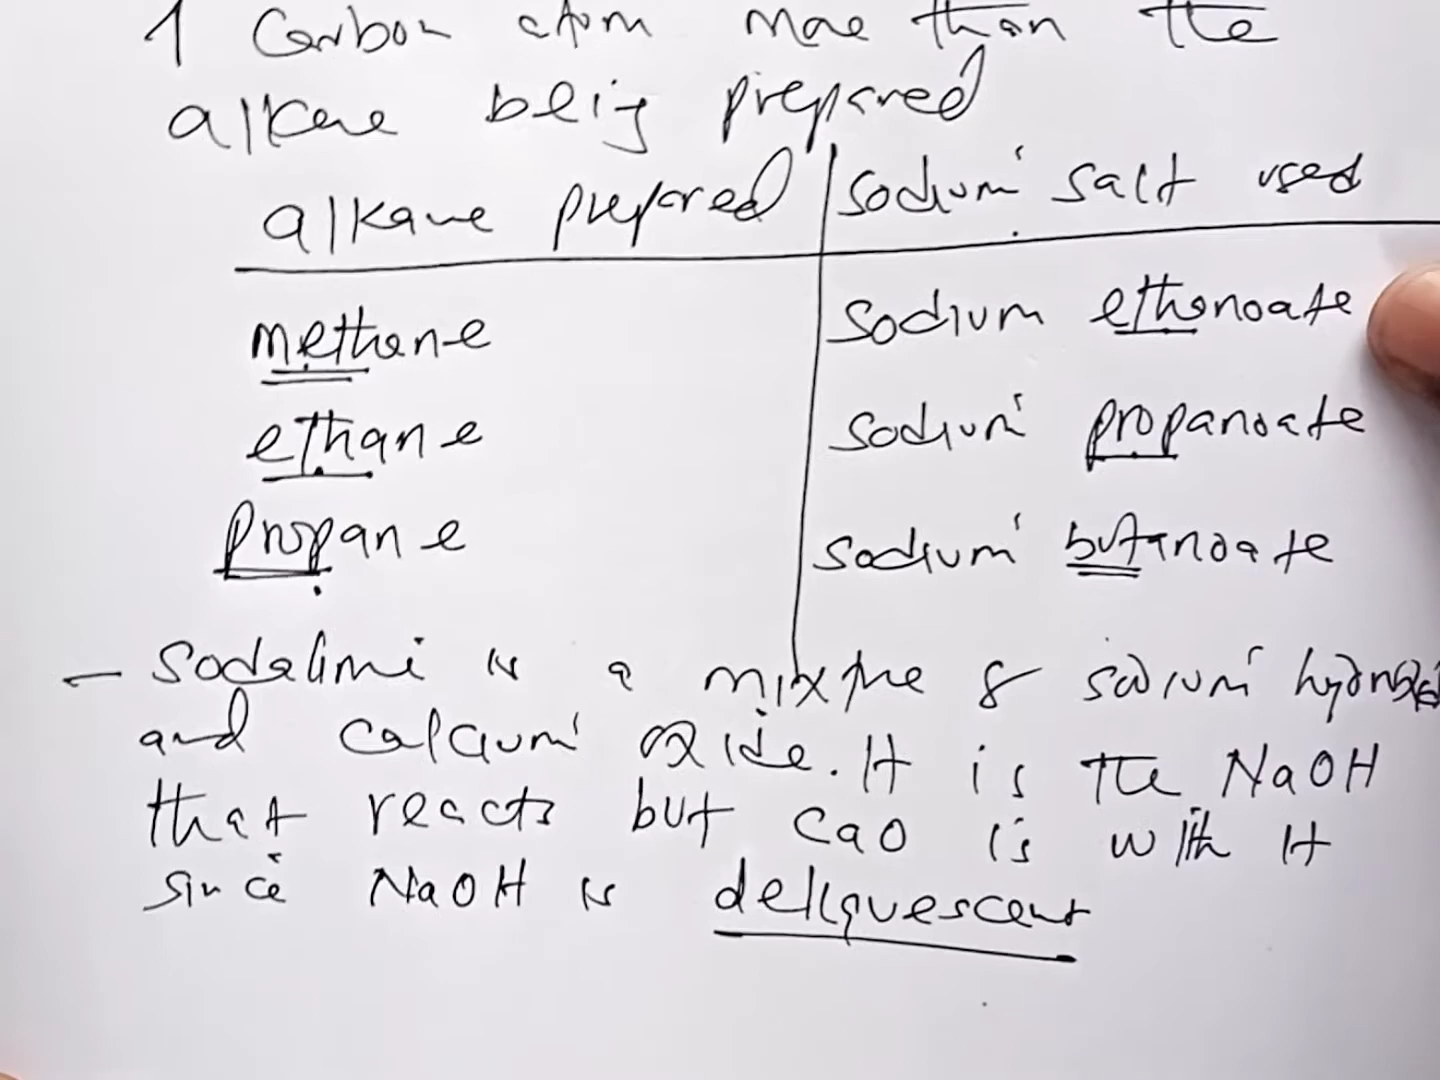 1 Carbon atom more than the
alkane being prepared
alkane prepared | sodium salt used
methane | sodium ethanoate
ethane | sodium propanoate
propane | sodium butanoate
- Sodalime is a mixture of sodium
and calcium oxide. It is the NaOH
that reacts but CaO is with it
since NaOH is deliquescent